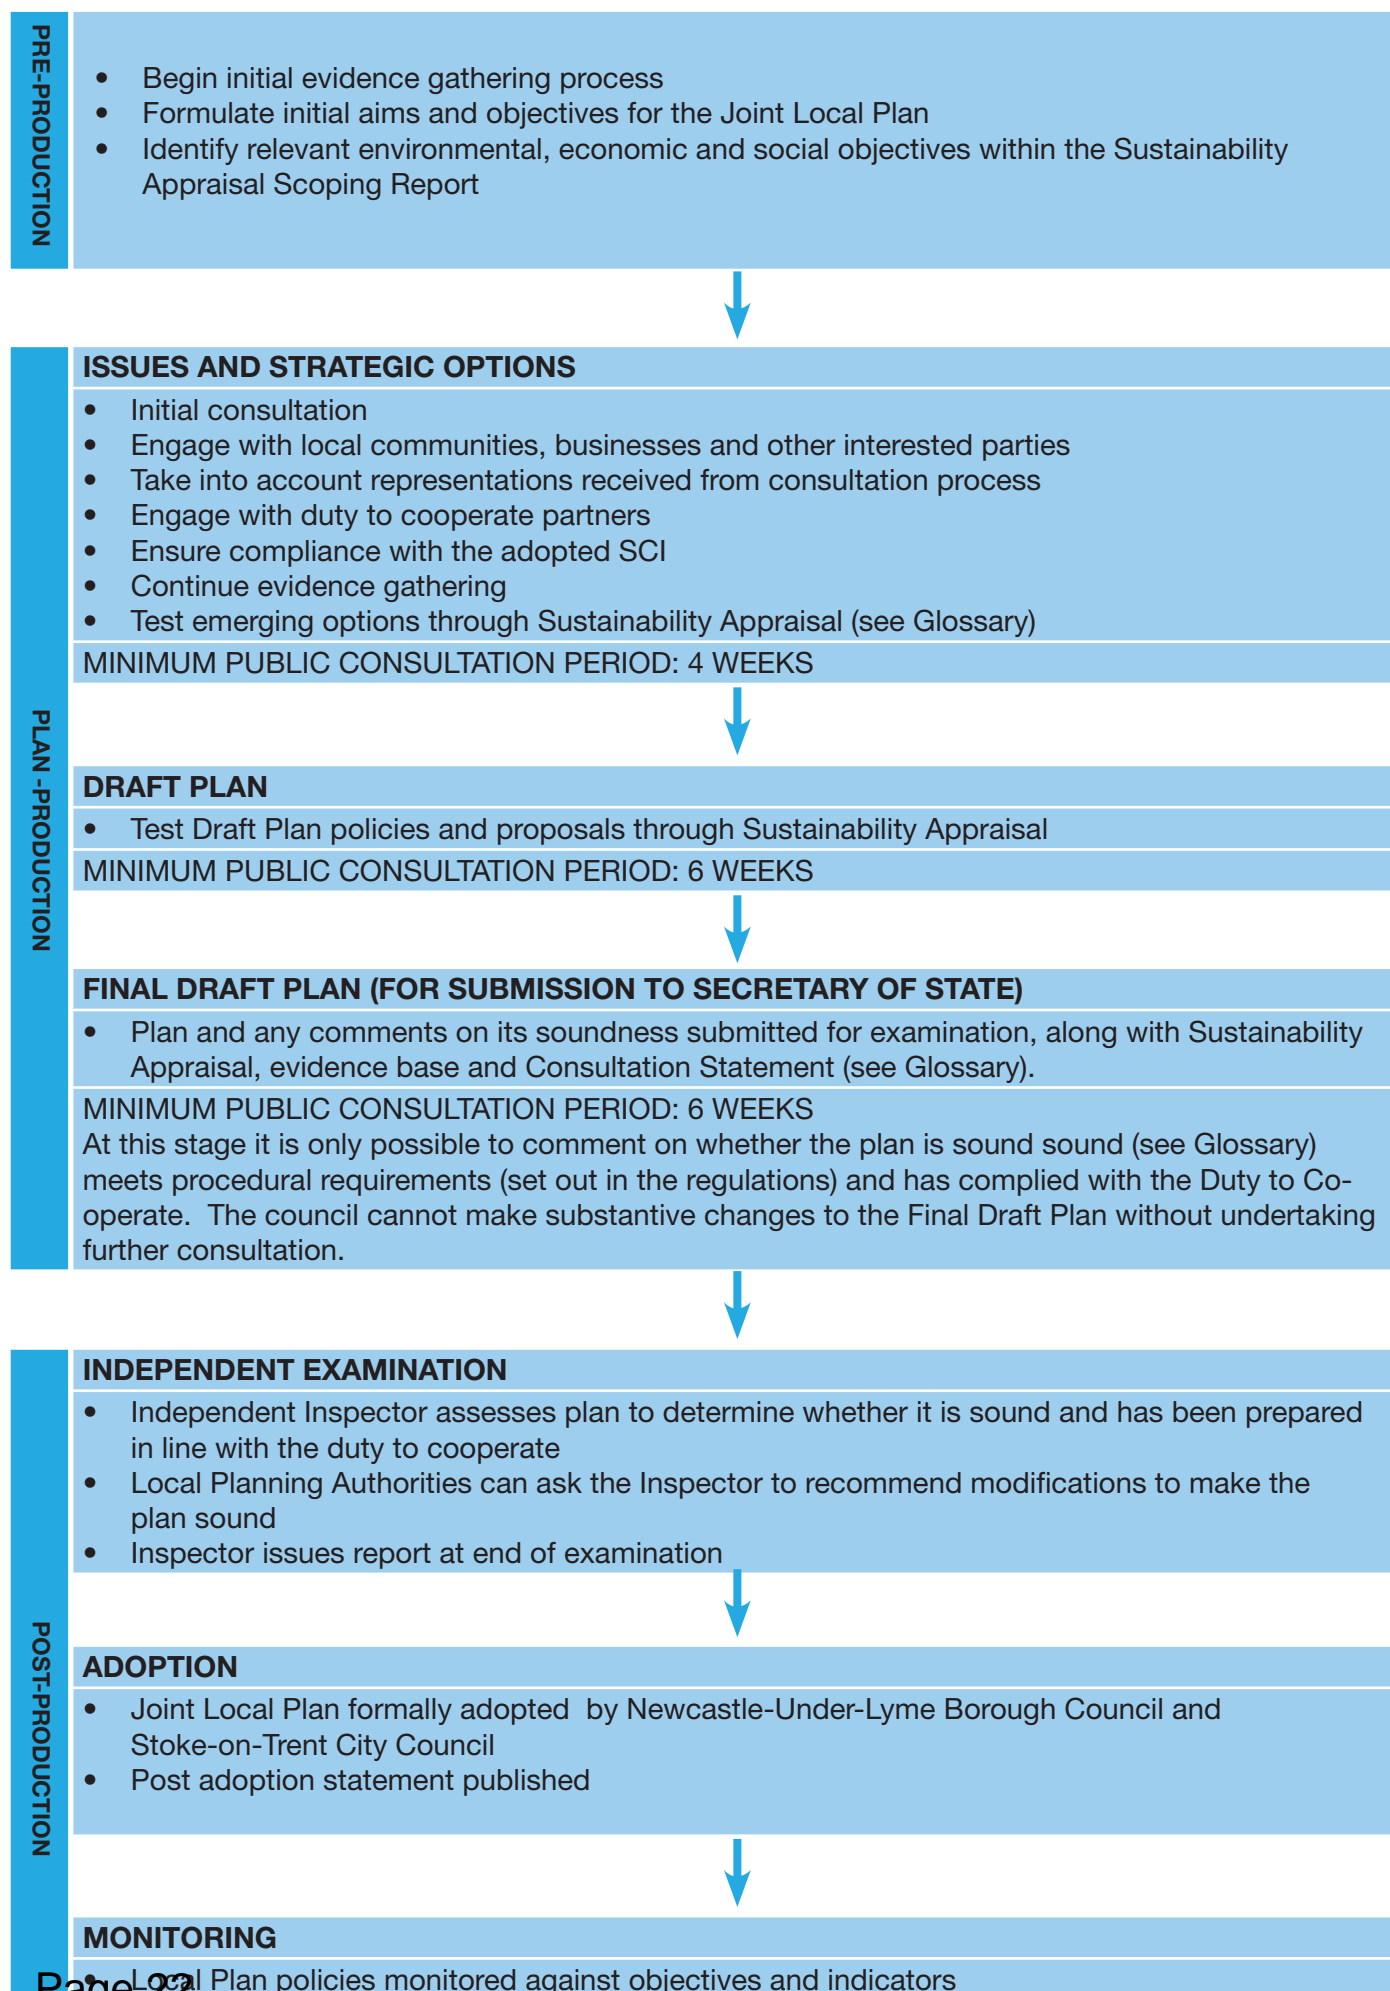 PRE-PRODUCTION
• Begin initial evidence gathering process
• Formulate initial aims and objectives for the Joint Local Plan
• Identify relevant environmental, economic and social objectives within the Sustainability
Appraisal Scoping Report
PLAN -PRODUCTION
ISSUES AND STRATEGIC OPTIONS
• Initial consultation
• Engage with local communities, businesses and other interested parties
• Take into account representations received from consultation process
• Engage with duty to cooperate partners
• Ensure compliance with the adopted SCI
• Continue evidence gathering
• Test emerging options through Sustainability Appraisal (see Glossary)
MINIMUM PUBLIC CONSULTATION PERIOD: 4 WEEKS
DRAFT PLAN
• Test Draft Plan policies and proposals through Sustainability Appraisal
MINIMUM PUBLIC CONSULTATION PERIOD: 6 WEEKS
FINAL DRAFT PLAN (FOR SUBMISSION TO SECRETARY OF STATE)
• Plan and any comments on its soundness submitted for examination, along with Sustainability
Appraisal, evidence base and Consultation Statement (see Glossary).
MINIMUM PUBLIC CONSULTATION PERIOD: 6 WEEKS
At this stage it is only possible to comment on whether the plan is sound sound (see Glossary)
meets procedural requirements (set out in the regulations) and has complied with the Duty to Co-
operate.  The council cannot make substantive changes to the Final Draft Plan without undertaking
further consultation.
POST-PRODUCTION
INDEPENDENT EXAMINATION
• Independent Inspector assesses plan to determine whether it is sound and has been prepared
in line with the duty to cooperate
• Local Planning Authorities can ask the Inspector to recommend modifications to make the
plan sound
• Inspector issues report at end of examination
ADOPTION
• Joint Local Plan formally adopted  by Newcastle-Under-Lyme Borough Council and
Stoke-on-Trent City Council
• Post adoption statement published
MONITORING
• Local Plan policies monitored against objectives and indicators
Page 22